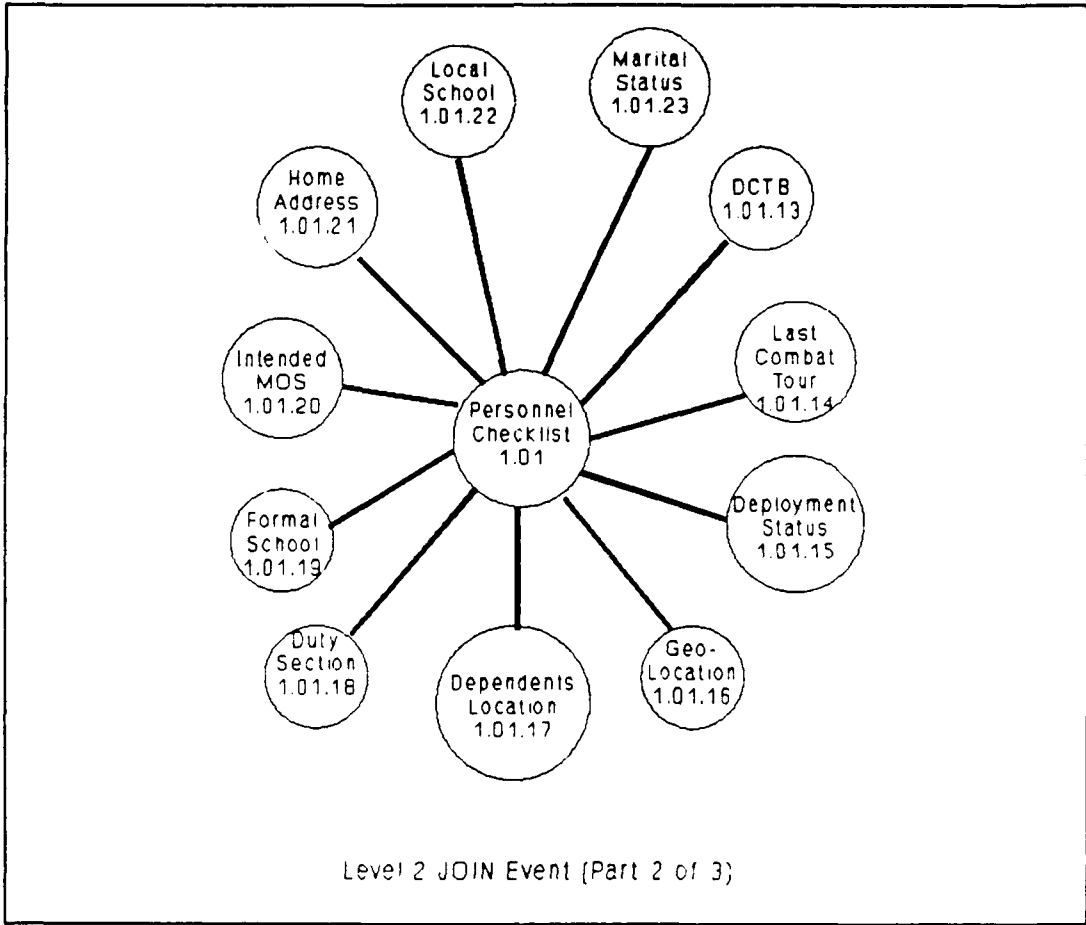 Local
School
1.01.22
Marital
Status
1.01.23
Home
Address
1.01.21
DCTB
1.01.13
Intended
MOS
1.01.20
Last
Combat
Tour
1.01.14
Personnel
Checklist
1.01
Formal
School
1.01.19
Deployment
Status
1.01.15
Duty
Section
1.01.18
Dependents
Location
1.01.17
Geo-
Location
1.01.16
Level 2 JOIN Event (Part 2 of 3)